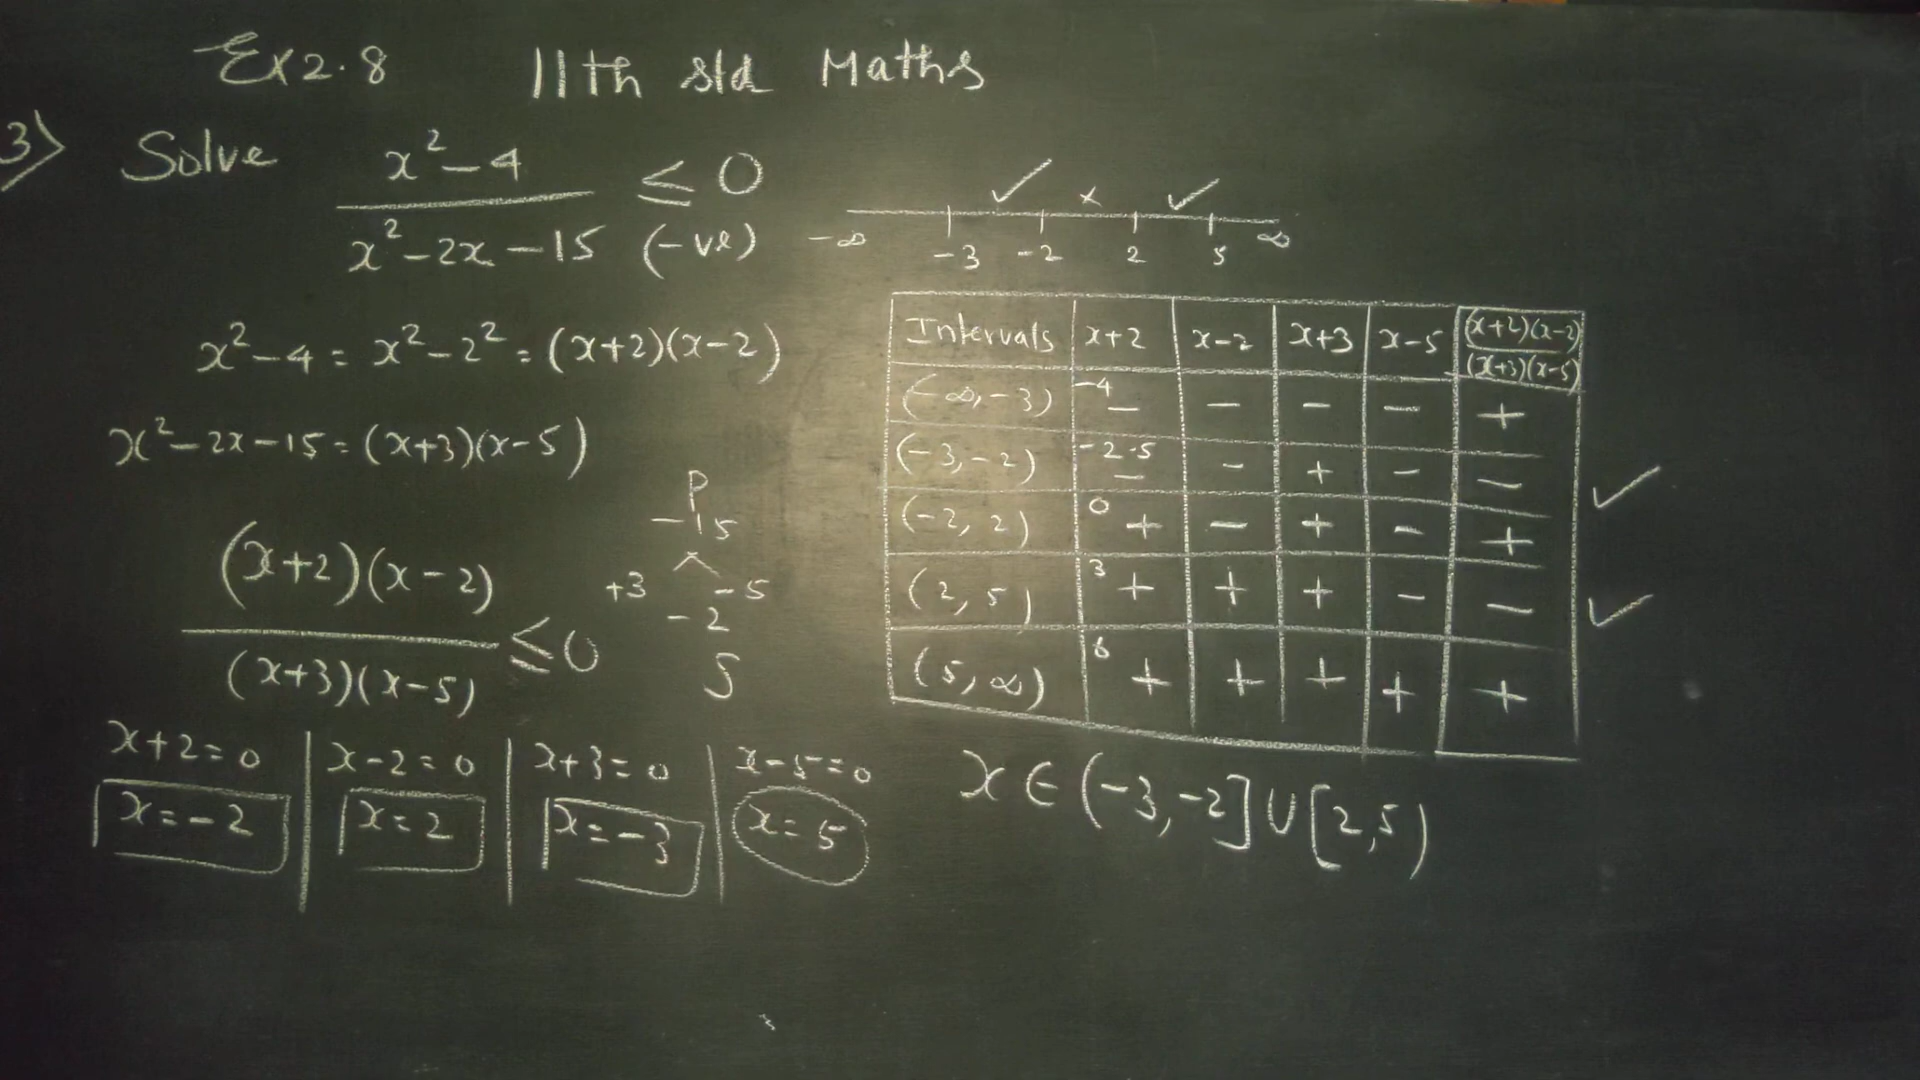 Ex 2.8 11th std Maths
3) Solve
x² - 4
x² - 2x - 15
≤ 0
(-ve)
✓ × ✓
-∞ -3 -2 2 5 ∞
x² - 4 = x² - 2² = (x+2)(x-2)
x² - 2x - 15 = (x+3)(x-5)
P
-15
+3 -5
-2
S
(x+2)(x-2)
(x+3)(x-5)
≤ 0
x+2=0 x-2=0 x+3=0 x-5=0
x=-2 x=2 x=-3 x=5
Intervals x+2 x-2 x+3 x-5 (x+2)(x-2)
(x+3)(x-5)
(-∞,-3) -4 - - - - +
(-3,-2) -2.5 - - + - - ✓
(-2, 2) 0 + - + - +
(2, 5) 3 + + + - - ✓
(5, ∞) 6 + + + + +
x ∈ (-3,-2] ∪ [2,5)